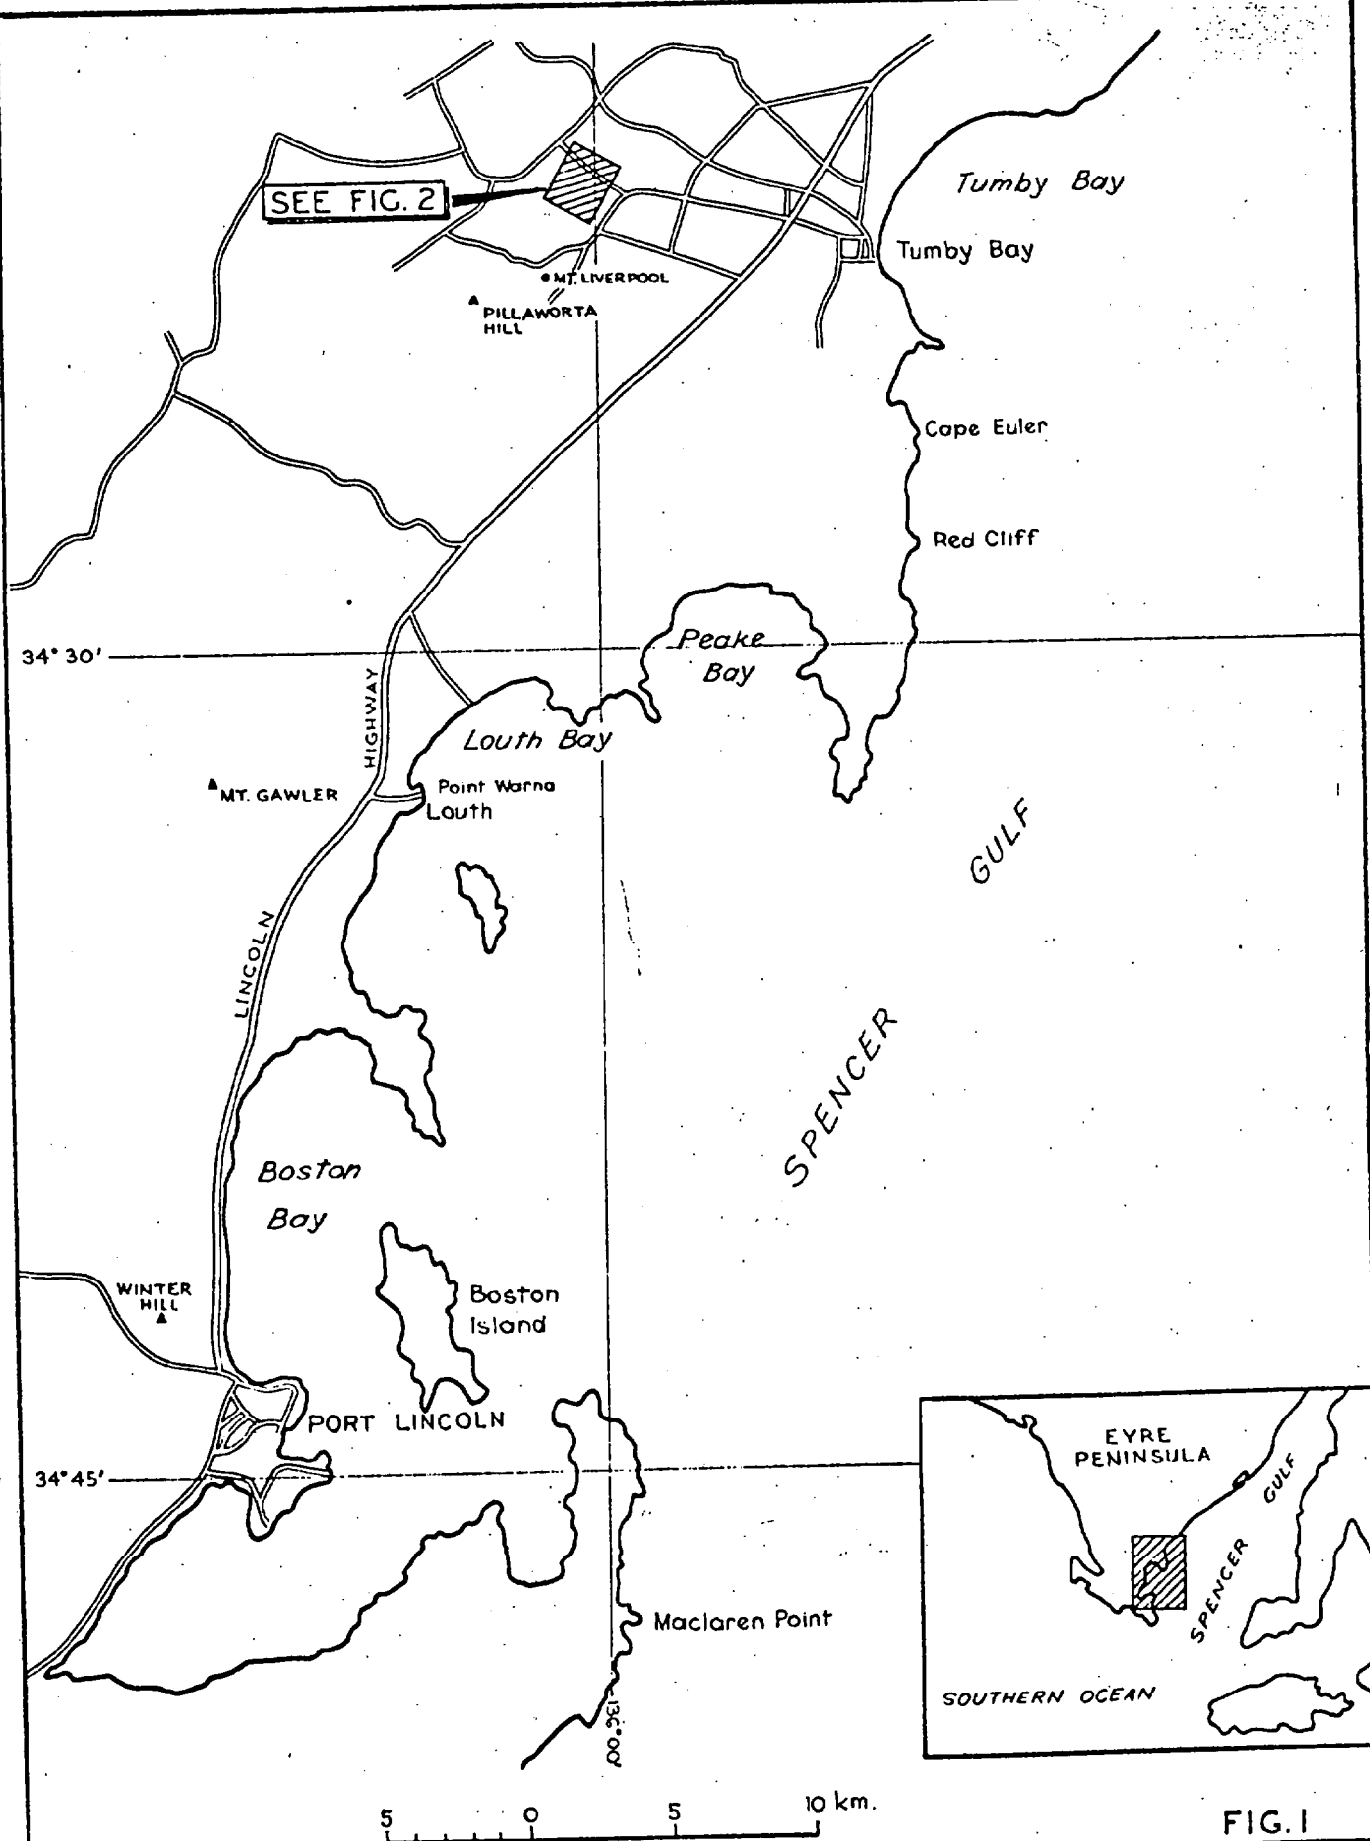 Tumby Bay
SEE FIG. 2
Tumby Bay
MT. LIVERPOOL
PILLAWORTA
HILL
Cape Euler
Red Cliff
34° 30'
Peake
Bay
HIGHWAY
Louth Bay
MT. GAWLER
Point Warna
Louth
GULF
LINCOLN
SPENCER
Boston
Bay
WINTER
HILL
Boston
Island
PORT LINCOLN
EYRE
PENINSULA
GULF
34° 45'
SPENCER
Maclaren Point
SOUTHERN OCEAN
136° 00'
5 0 5 10 km.
FIG. 1